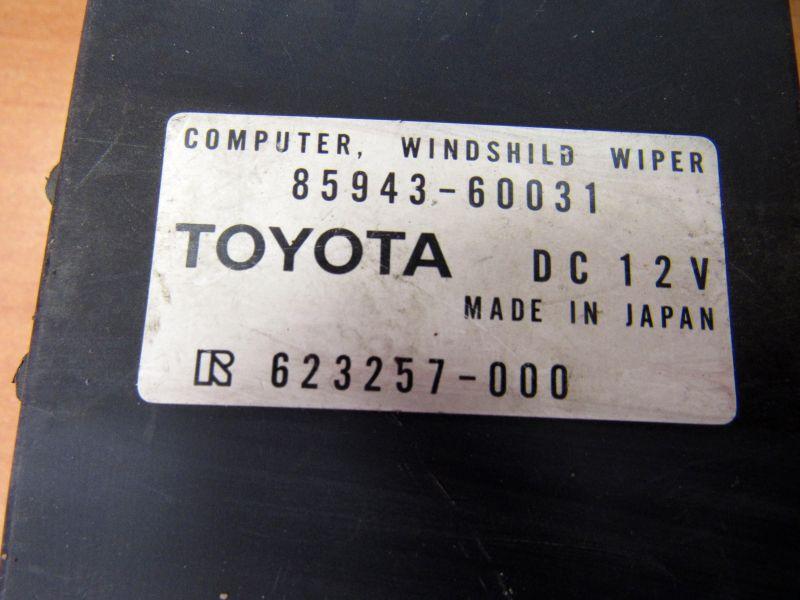 COMPUTER, WINDSHILD WIPER
85943-60031
TOYOTA DC 12V
MADE IN JAPAN
R 623257-000